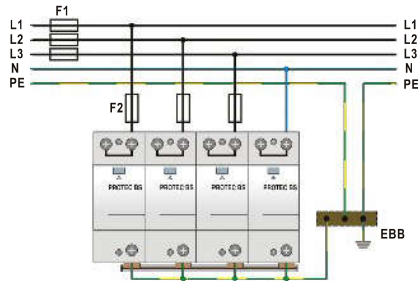 F1
L1 L1
L2 L2
L3 L3
N N
PE PE
F2
PROTEC BS PROTEC BS PROTEC BS PROTEC BS
EBB